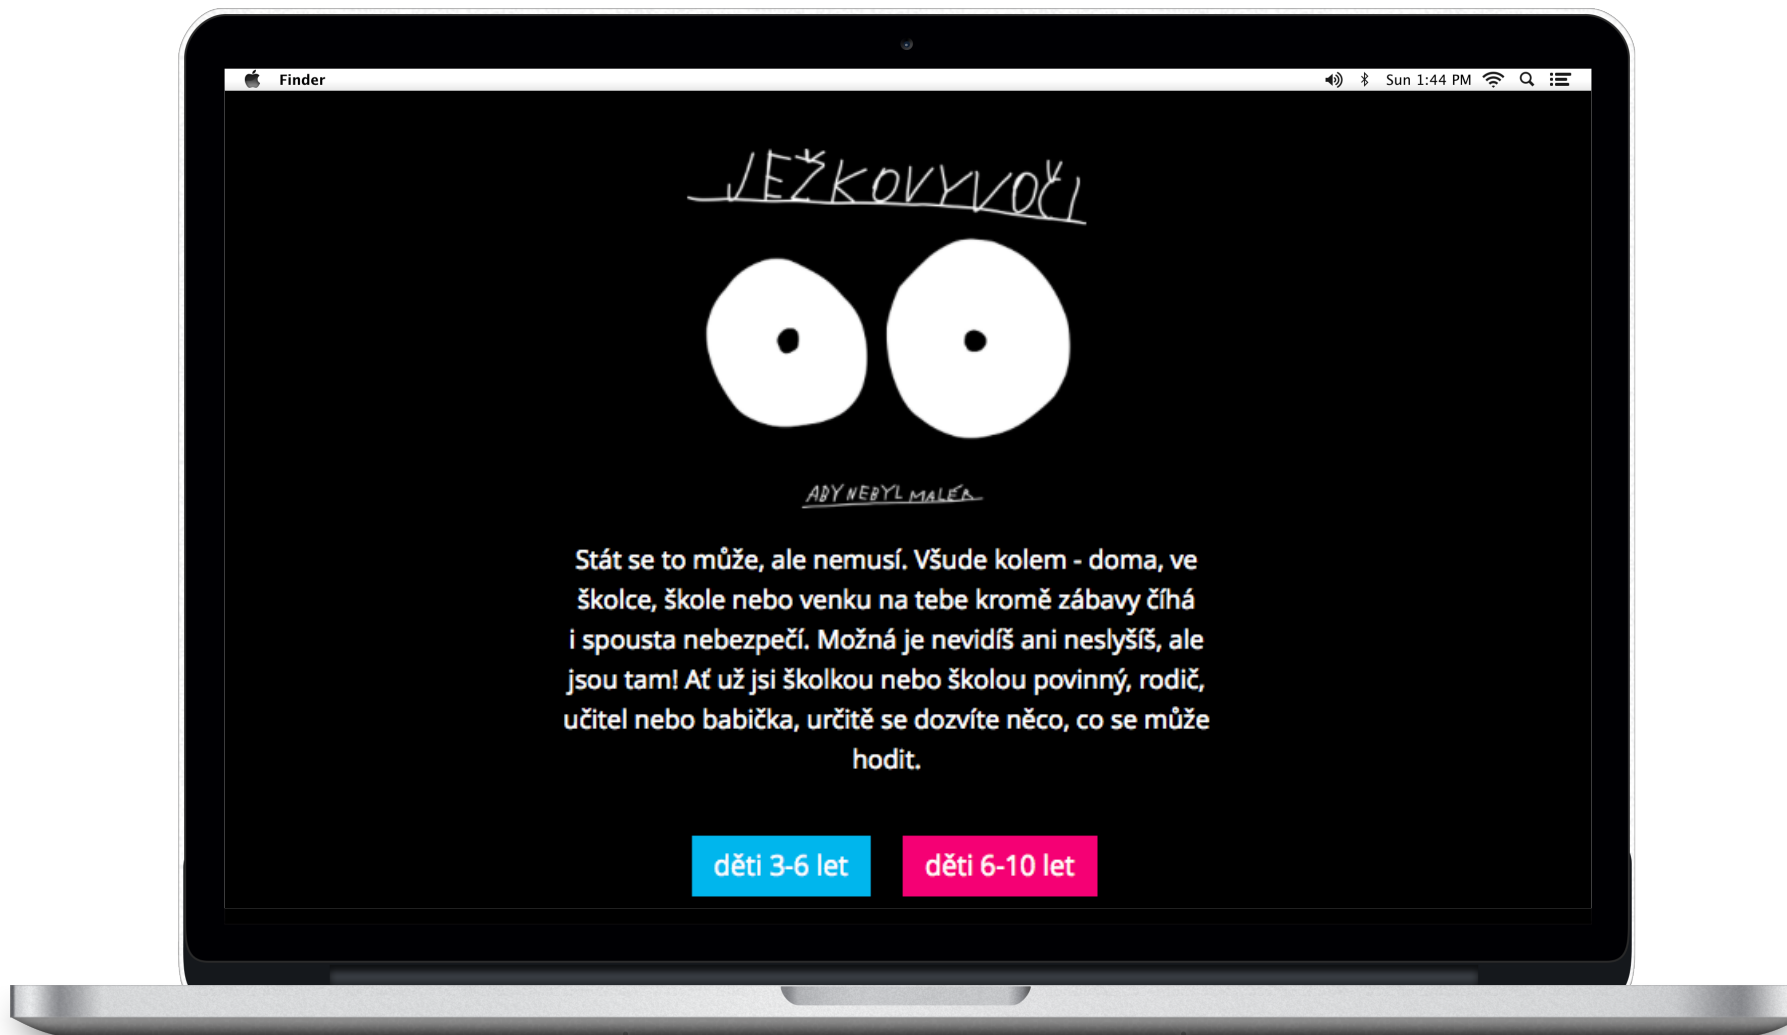 Finder
Sun 1:44 PM
JEŽKOVYVOČI
ABY NEBYL MALÉR
Stát se to může, ale nemusí. Všude kolem - doma, ve
školce, škole nebo venku na tebe kromě zábavy číhá
i spousta nebezpečí. Možná je nevidíš ani neslyšíš, ale
jsou tam! Ať už jsi školkou nebo školou povinný, rodič,
učitel nebo babička, určitě se dozvíte něco, co se může
hodit.
děti 3-6 let
děti 6-10 let